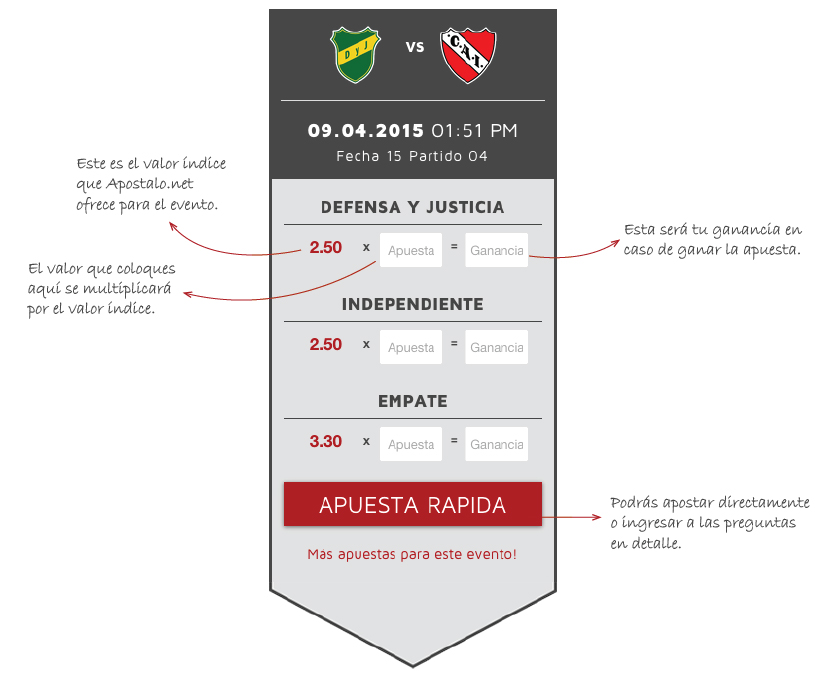 D y J
VS
C.A.I.
09.04.2015 01:51 PM
Fecha 15 Partido 04
Este es el valor índice
que Apostalo.net
ofrece para el evento.
DEFENSA Y JUSTICIA
2.50 x Apuesta = Ganancia
Esta será tu ganancia en
caso de ganar la apuesta.
El valor que coloques
aquí se multiplicará
por el valor índice.
INDEPENDIENTE
2.50 x Apuesta = Ganancia
EMPATE
3.30 x Apuesta = Ganancia
APUESTA RAPIDA
Podrás apostar directamente
o ingresar a las preguntas
en detalle.
Más apuestas para este evento!